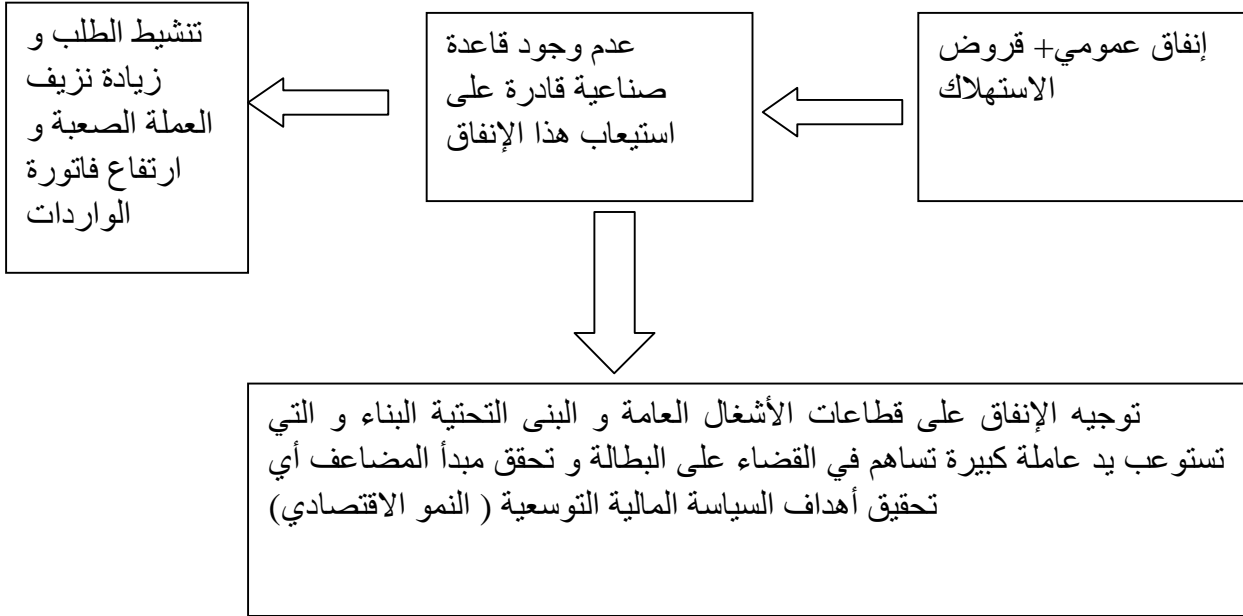 إنفاق عمومي+ قروض
الاستهلاك
عدم وجود قاعدة
صناعية قادرة على
استيعاب هذا الإنفاق
تنشيط الطلب و
زيادة نزيف
العملة الصعبة و
ارتفاع فاتورة
الواردات
توجيه الإنفاق على قطاعات الأشغال العامة و البنى التحتية البناء و التي
تستوعب يد عاملة كبيرة تساهم في القضاء على البطالة و تحقق مبدأ المضاعف أي
تحقيق أهداف السياسة المالية التوسعية ( النمو الاقتصادي)